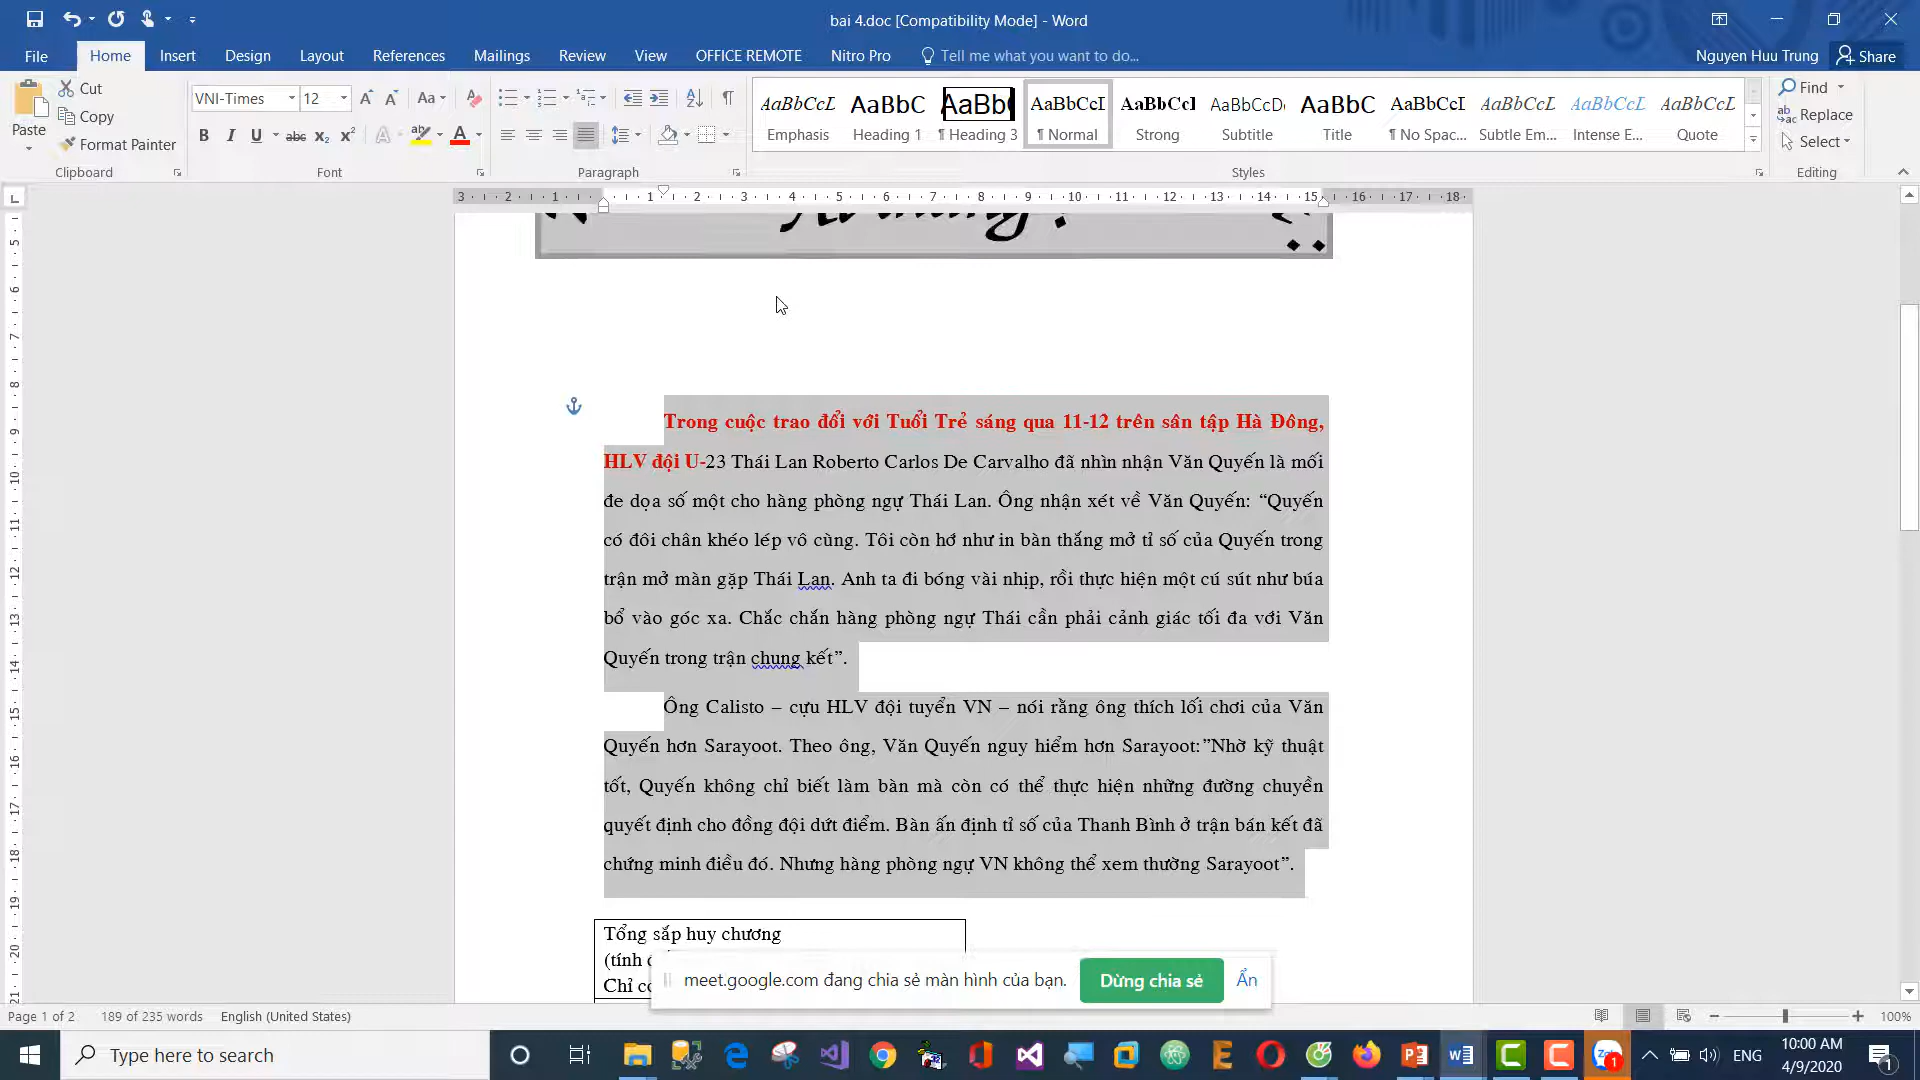 bai 4.doc [Compatibility Mode] - Word
File Home Insert Design Layout References Mailings Review View OFFICE REMOTE Nitro Pro Tell me what you want to do... Nguyen Huu Trung Share
Paste
Cut
Copy
Format Painter
Clipboard
VNI-Times 12
Font
Paragraph
AaBbCcL AaBbC AaBb( AaBbCcI AaBbCcI AaBbCcD AaBbC AaBbCcI AaBbCcL AaBbCcL AaBbCcL
Emphasis Heading 1 ¶ Heading 3 ¶ Normal Strong Subtitle Title ¶ No Spac... Subtle Em... Intense E... Quote
Styles
Find
Replace
Select
Editing
Trong cuộc trao đổi với Tuổi Trẻ sáng qua 11-12 trên sân tập Hà Đông,
HLV đội U-23 Thái Lan Roberto Carlos De Carvalho đã nhìn nhận Văn Quyến là mối
đe dọa số một cho hàng phòng ngự Thái Lan. Ông nhận xét về Văn Quyến: “Quyến
có đôi chân khéo lép vô cùng. Tôi còn hớ như in bàn thắng mở tỉ số của Quyến trong
trận mở màn gặp Thái Lan. Anh ta đi bóng vài nhịp, rồi thực hiện một cú sút như búa
bổ vào góc xa. Chắc chắn hàng phòng ngự Thái cần phải cảnh giác tối đa với Văn
Quyến trong trận chung kết”.
Ông Calisto – cựu HLV đội tuyển VN – nói rằng ông thích lối chơi của Văn
Quyến hơn Sarayoot. Theo ông, Văn Quyến nguy hiểm hơn Sarayoot:”Nhờ kỹ thuật
tốt, Quyến không chỉ biết làm bàn mà còn có thể thực hiện những đường chuyền
quyết định cho đồng đội dứt điểm. Bàn ấn định tỉ số của Thanh Bình ở trận bán kết đã
chứng minh điều đó. Nhưng hàng phòng ngự VN không thể xem thường Sarayoot”.
Tổng sắp huy chương
(tính
Chỉ
meet.google.com đang chia sẻ màn hình của bạn. Dừng chia sẻ Ẩn
Page 1 of 2 189 of 235 words English (United States) 100%
Type here to search
ENG
10:00 AM
4/9/2020